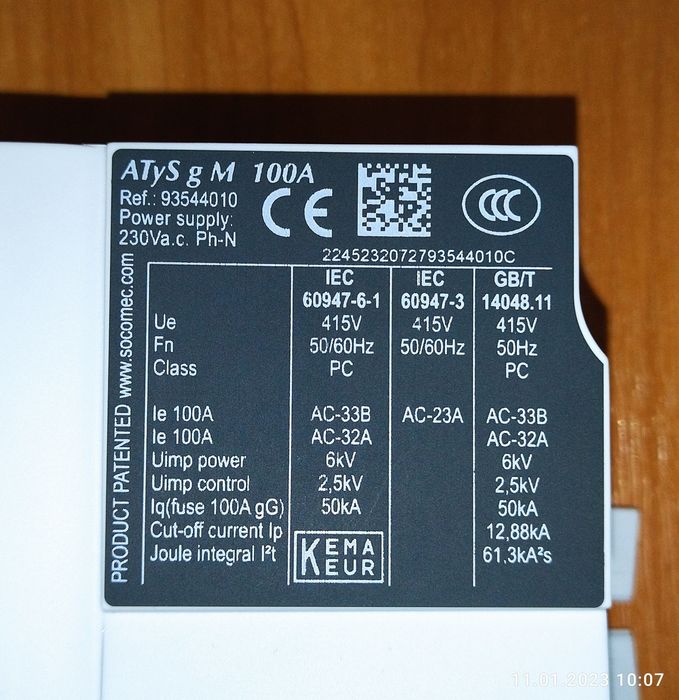 ATyS g M 100A
Ref.: 93544010
Power supply:
230Va.c. Ph-N
CE
CCC
2245232072793544010C
PRODUCT PATENTED www.socomec.com
IEC IEC GB/T
60947-6-1 60947-3 14048.11
Ue 415V 415V 415V
Fn 50/60Hz 50/60Hz 50Hz
Class PC PC
Ie 100A AC-33B AC-23A AC-33B
Ie 100A AC-32A AC-32A
Uimp power 6kV 6kV
Uimp control 2,5kV 2,5kV
Iq(fuse 100A gG) 50kA 50kA
Cut-off current Ip 12,88kA
Joule integral I²t 61,3kA²s
KEMA
KEUR
11.01.2023 10:07